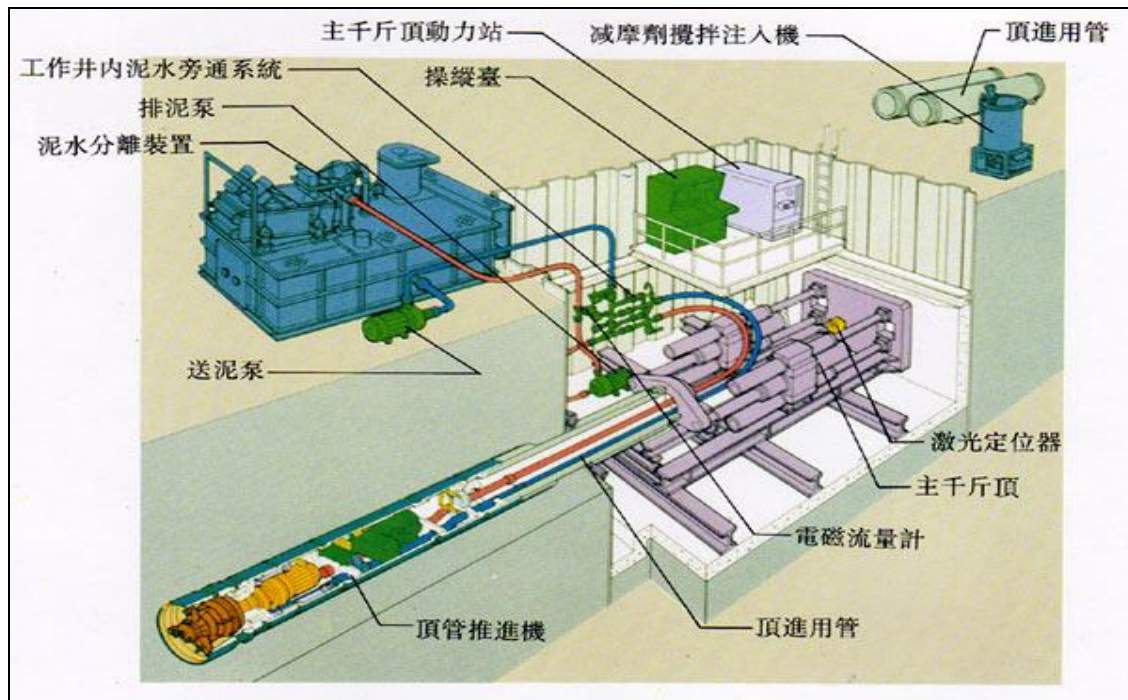 主千斤頂動力站
减摩劑攪拌注入機
頂進用管
工作井内泥水旁通系統
操縱臺
排泥泵
泥水分離裝置
送泥泵
激光定位器
主千斤頂
電磁流量計
頂管推進機
頂進用管